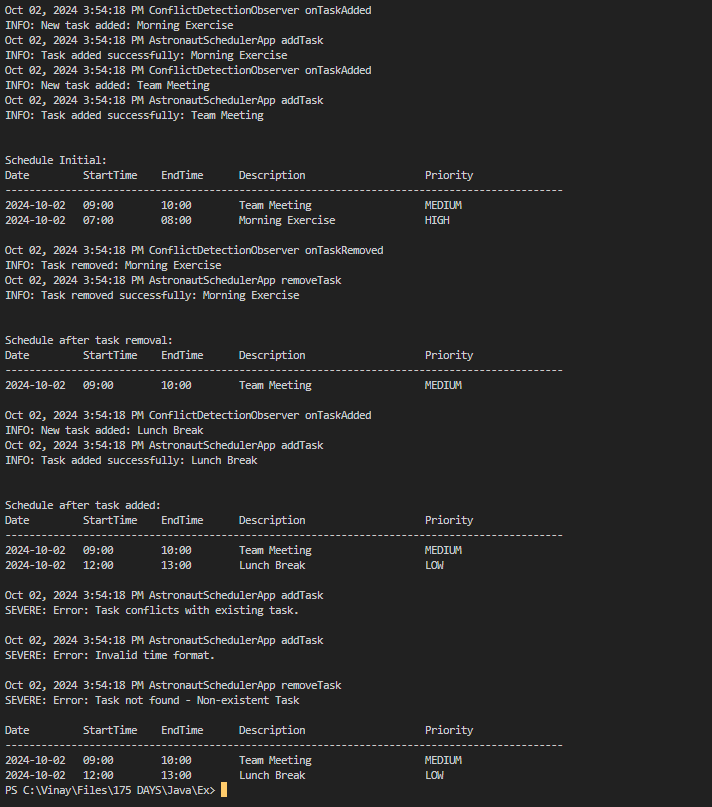 Oct 02, 2024 3:54:18 PM ConflictDetectionObserver onTaskAdded
INFO: New task added: Morning Exercise
Oct 02, 2024 3:54:18 PM AstronautSchedulerApp addTask
INFO: Task added successfully: Morning Exercise
Oct 02, 2024 3:54:18 PM ConflictDetectionObserver onTaskAdded
INFO: New task added: Team Meeting
Oct 02, 2024 3:54:18 PM AstronautSchedulerApp addTask
INFO: Task added successfully: Team Meeting
Schedule Initial:
Date StartTime EndTime Description Priority
---------------------------------------------------------------------------------------------
2024-10-02 09:00 10:00 Team Meeting MEDIUM
2024-10-02 07:00 08:00 Morning Exercise HIGH
Oct 02, 2024 3:54:18 PM ConflictDetectionObserver onTaskRemoved
INFO: Task removed: Morning Exercise
Oct 02, 2024 3:54:18 PM AstronautSchedulerApp removeTask
INFO: Task removed successfully: Morning Exercise
Schedule after task removal:
Date StartTime EndTime Description Priority
---------------------------------------------------------------------------------------------
2024-10-02 09:00 10:00 Team Meeting MEDIUM
Oct 02, 2024 3:54:18 PM ConflictDetectionObserver onTaskAdded
INFO: New task added: Lunch Break
Oct 02, 2024 3:54:18 PM AstronautSchedulerApp addTask
INFO: Task added successfully: Lunch Break
Schedule after task added:
Date StartTime EndTime Description Priority
---------------------------------------------------------------------------------------------
2024-10-02 09:00 10:00 Team Meeting MEDIUM
2024-10-02 12:00 13:00 Lunch Break LOW
Oct 02, 2024 3:54:18 PM AstronautSchedulerApp addTask
SEVERE: Error: Task conflicts with existing task.
Oct 02, 2024 3:54:18 PM AstronautSchedulerApp addTask
SEVERE: Error: Invalid time format.
Oct 02, 2024 3:54:18 PM AstronautSchedulerApp removeTask
SEVERE: Error: Task not found - Non-existent Task
Date StartTime EndTime Description Priority
---------------------------------------------------------------------------------------------
2024-10-02 09:00 10:00 Team Meeting MEDIUM
2024-10-02 12:00 13:00 Lunch Break LOW
PS C:\Vinay\Files\175 DAYS\Java\Ex>